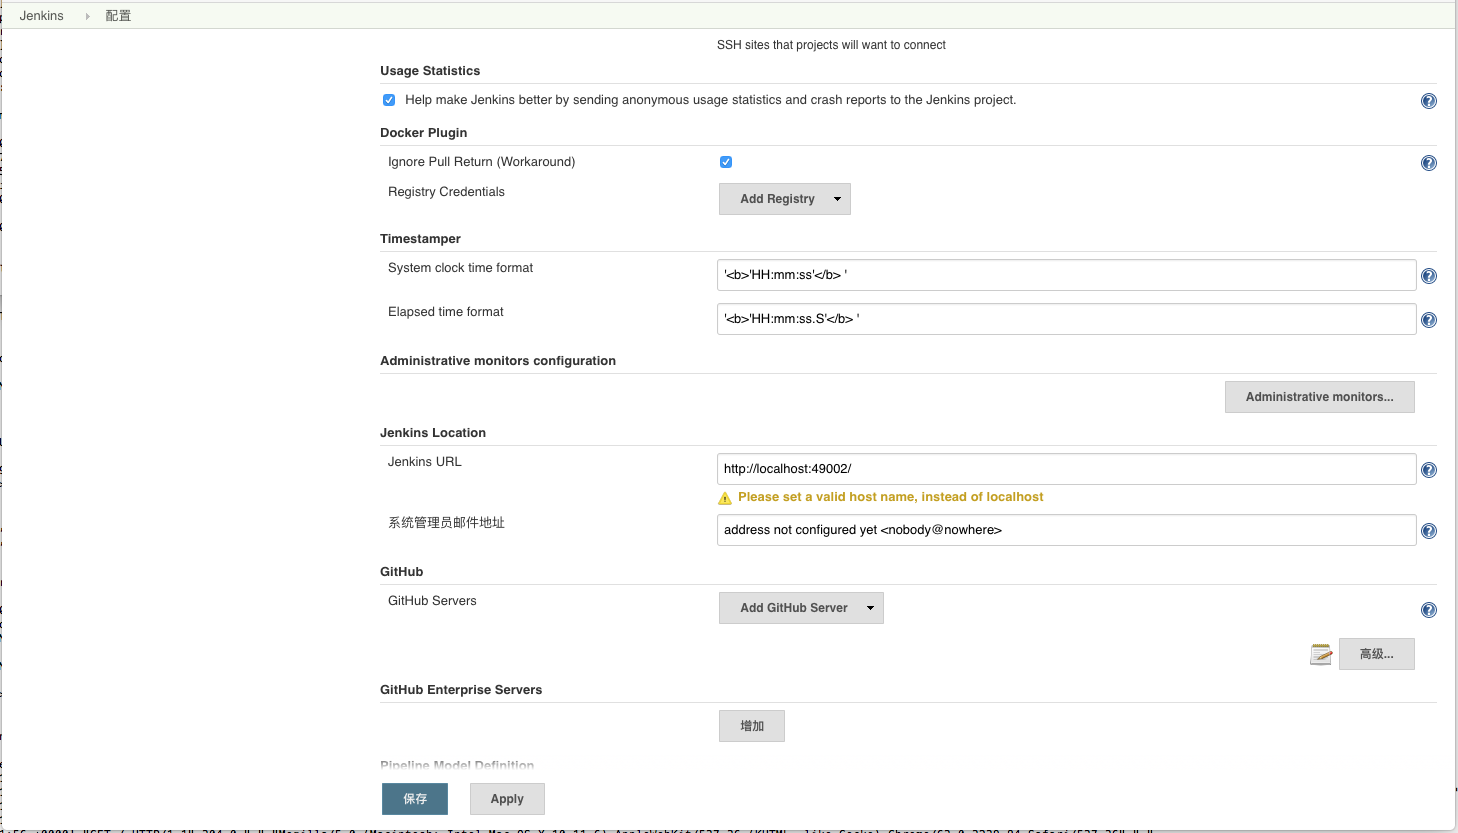 Jenkins 配置
SSH sites that projects will want to connect
Usage Statistics
Help make Jenkins better by sending anonymous usage statistics and crash reports to the Jenkins project.
Docker Plugin
Ignore Pull Return (Workaround)
Registry Credentials
Add Registry
Timestamper
System clock time format
'<b>'HH:mm:ss'</b> '
Elapsed time format
'<b>'HH:mm:ss.S'</b> '
Administrative monitors configuration
Administrative monitors...
Jenkins Location
Jenkins URL
http://localhost:49002/
Please set a valid host name, instead of localhost
系统管理员邮件地址
address not configured yet <nobody@nowhere>
GitHub
GitHub Servers
Add GitHub Server
高级...
GitHub Enterprise Servers
增加
Pipeline Model Definition
保存
Apply